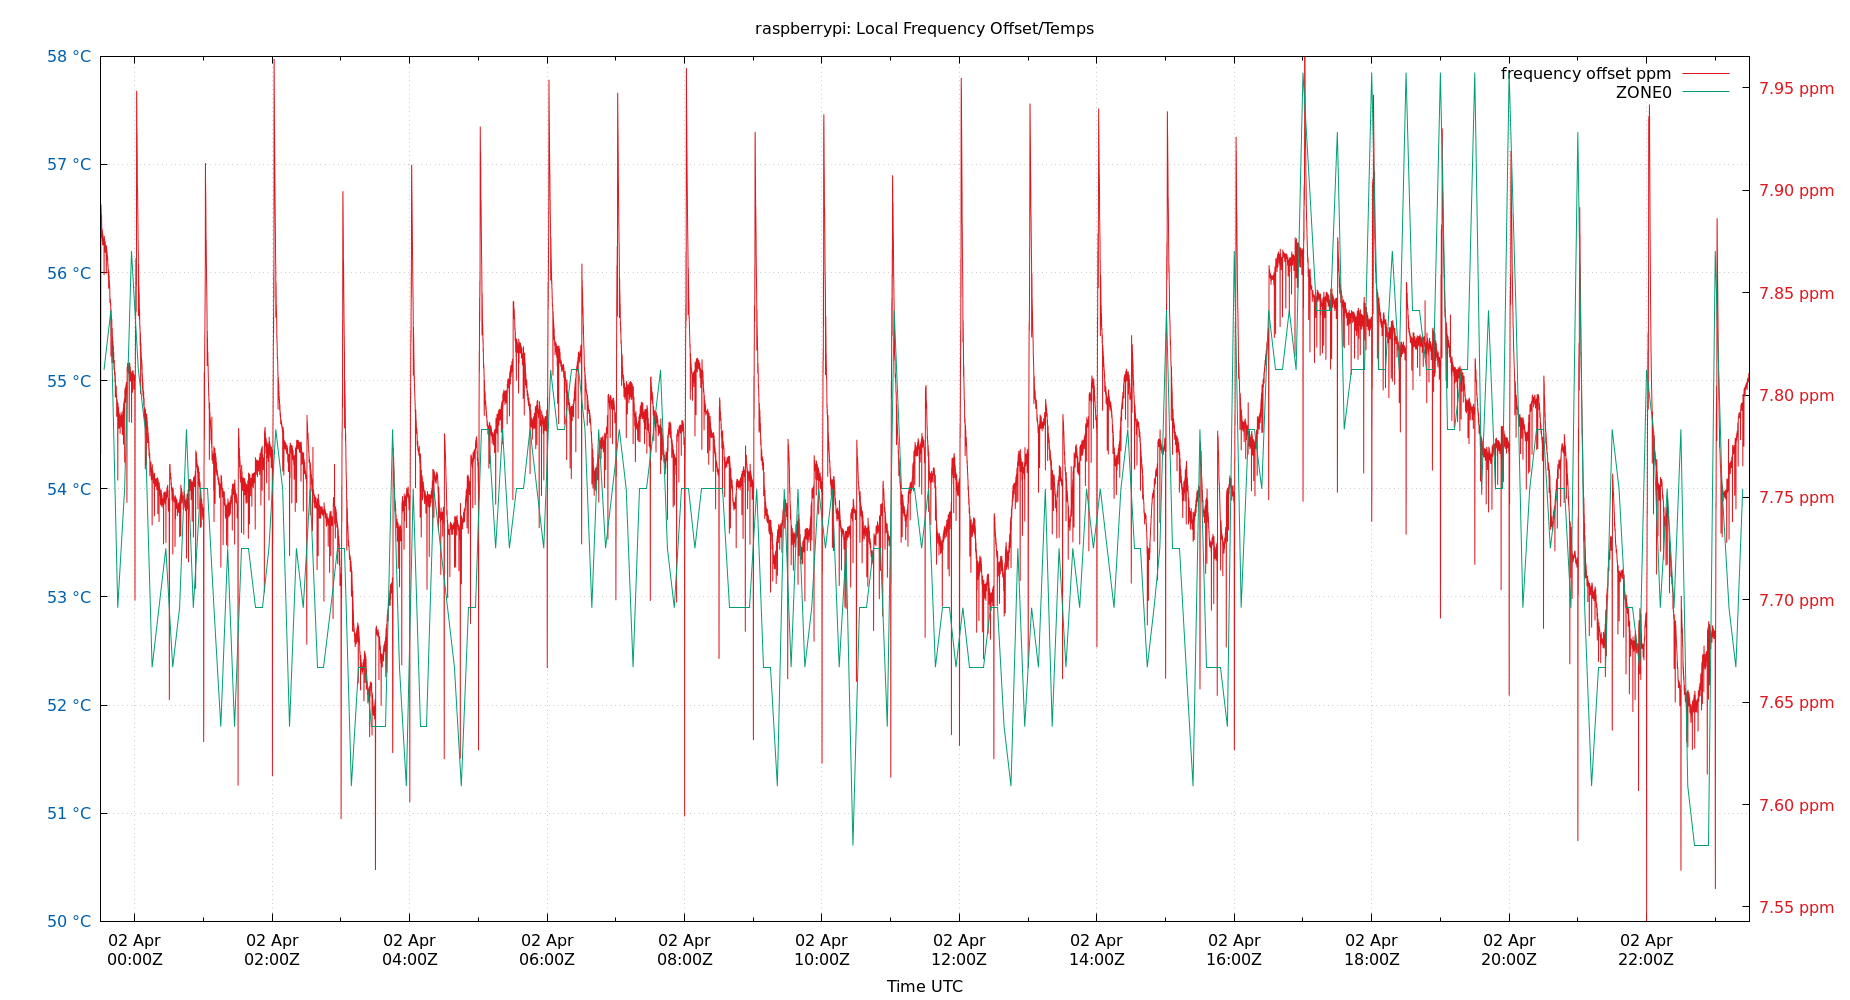 raspberrypi: Local Frequency Offset/Temps
58 °C
57 °C
56 °C
55 °C
54 °C
53 °C
52 °C
51 °C
50 °C
frequency offset ppm
ZONE0
7.95 ppm
7.90 ppm
7.85 ppm
7.80 ppm
7.75 ppm
7.70 ppm
7.65 ppm
7.60 ppm
7.55 ppm
02 Apr 02 Apr 02 Apr 02 Apr 02 Apr 02 Apr 02 Apr 02 Apr 02 Apr 02 Apr 02 Apr 02 Apr
00:00Z 02:00Z 04:00Z 06:00Z 08:00Z 10:00Z 12:00Z 14:00Z 16:00Z 18:00Z 20:00Z 22:00Z
Time UTC